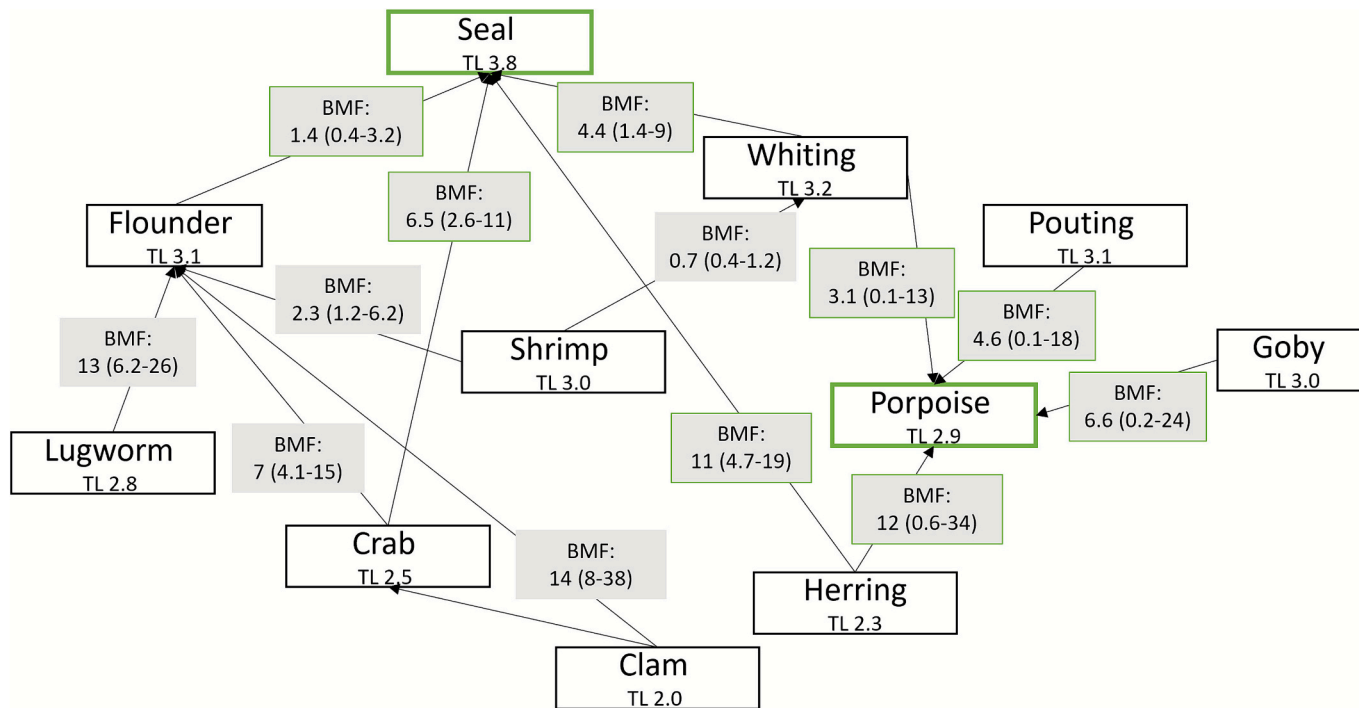 Seal
TL 3.8
BMF:
1.4 (0.4-3.2)
BMF:
4.4 (1.4-9)
Whiting
TL 3.2
BMF:
6.5 (2.6-11)
Flounder
TL 3.1
Pouting
TL 3.1
BMF:
0.7 (0.4-1.2)
BMF:
3.1 (0.1-13)
BMF:
2.3 (1.2-6.2)
BMF:
4.6 (0.1-18)
BMF:
13 (6.2-26)
Shrimp
TL 3.0
Goby
TL 3.0
Porpoise
TL 2.9
BMF:
6.6 (0.2-24)
Lugworm
TL 2.8
BMF:
7 (4.1-15)
BMF:
11 (4.7-19)
BMF:
12 (0.6-34)
Crab
TL 2.5
BMF:
14 (8-38)
Herring
TL 2.3
Clam
TL 2.0